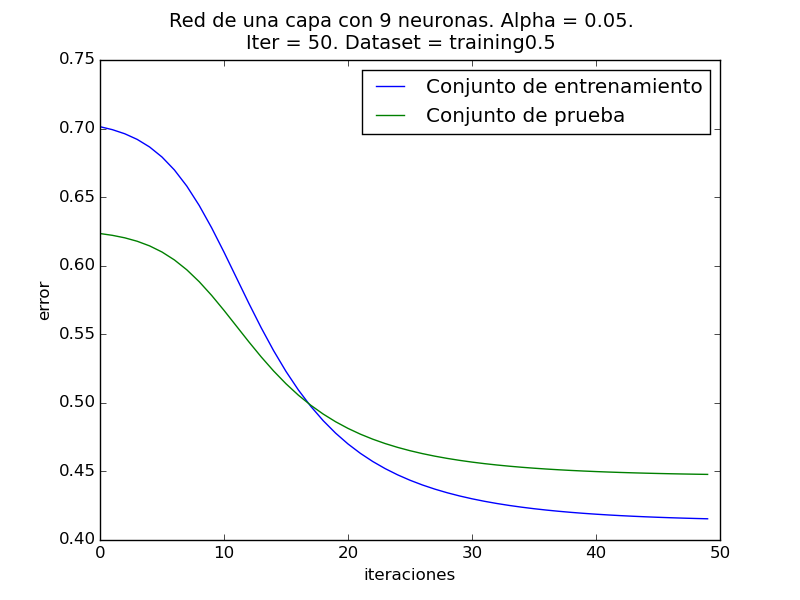 Red de una capa con 9 neuronas. Alpha = 0.05.
Iter = 50. Dataset = training0.5
Conjunto de entrenamiento
Conjunto de prueba
0.75
0.70
0.65
0.60
0.55
0.50
0.45
0.40
error
0 10 20 30 40 50
iteraciones